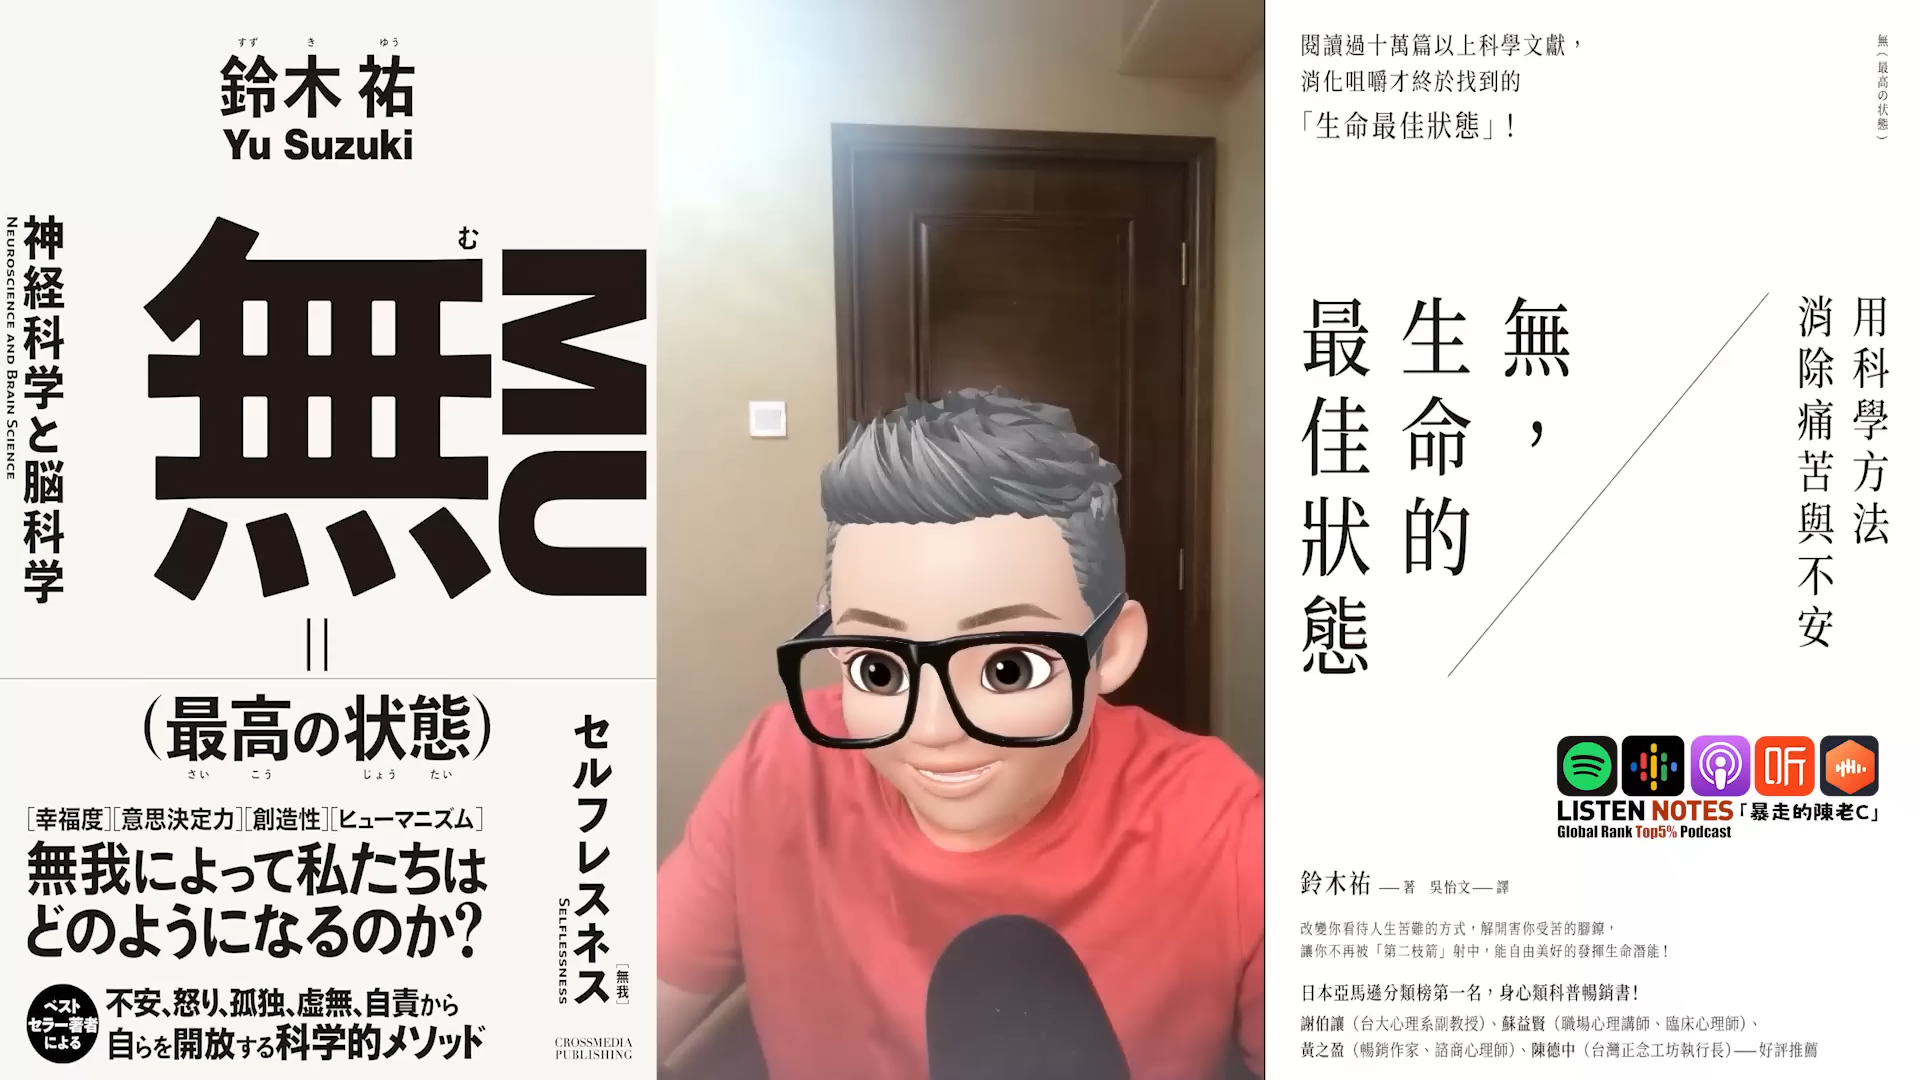 すず き ゆう
鈴木 祐
Yu Suzuki
神経科学と脳科学
NEUROSCIENCE AND BRAIN SCIENCE
む
無
MU
=
(最高の状態)
さい こう じょう たい
[幸福度][意思決定力][創造性][ヒューマニズム]
無我によって私たちは
どのようになるのか?
セルフレスネス
[無我]
SELFLESSNESS
ベスト
セラー著者
による
不安、怒り、孤独、虚無、自責から
自らを開放する科学的メソッド
CROSSMEDIA
PUBLISHING
閱讀過十萬篇以上科學文獻，
消化咀嚼才終於找到的
「生命最佳狀態」！
無(最高の状態)
用科學方法
消除痛苦與不安
無，
生命的
最佳狀態
听
LISTEN NOTES「暴走的陳老C」
Global Rank Top5% Podcast
鈴木祐—著 吳怡文—譯
改變你看待人生苦難的方式，解開害你受苦的腳鐐，
讓你不再被「第二枝箭」射中，能自由美好的發揮生命潛能！
日本亞馬遜分類榜第一名，身心類科普暢銷書！
謝伯讓（台大心理系副教授）、蘇益賢（職場心理講師、臨床心理師）、
黃之盈（暢銷作家、諮商心理師）、陳德中（台灣正念工坊執行長）—好評推薦